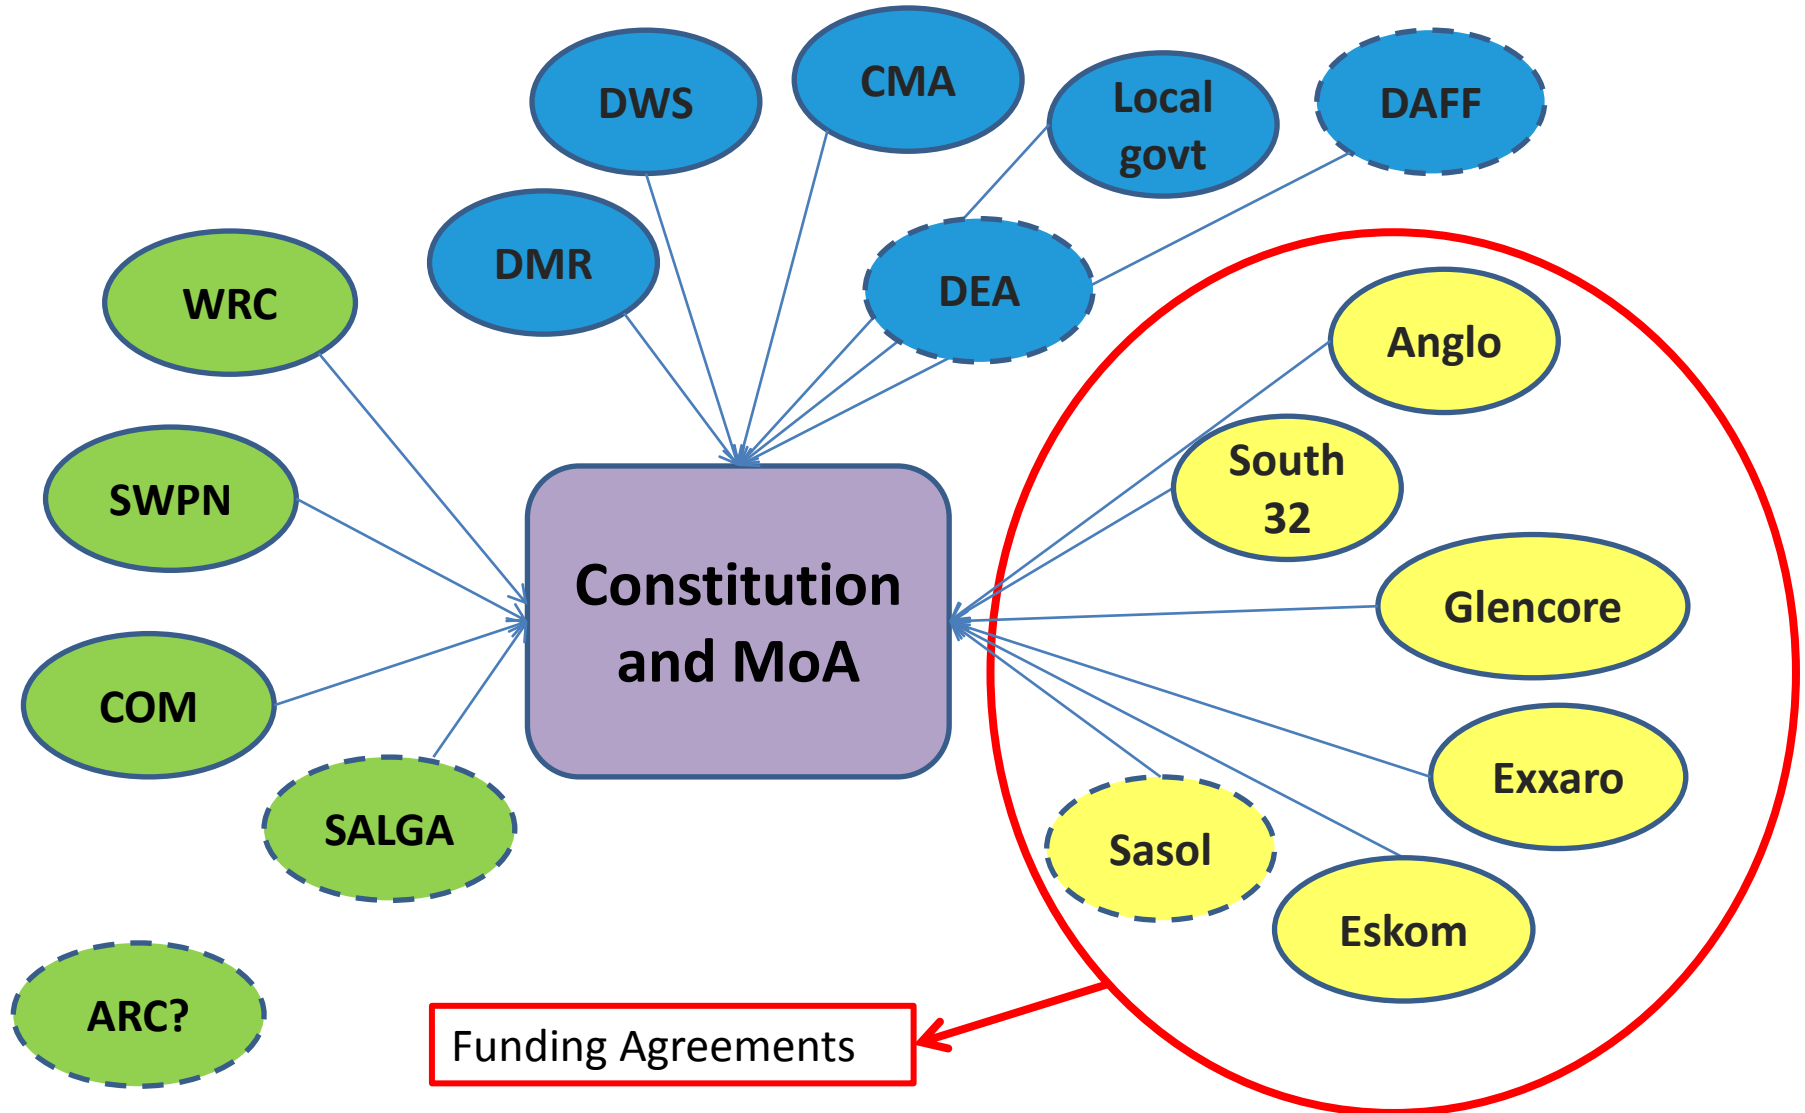 DWS
CMA
Local
govt
DAFF
DMR
DEA
WRC
Anglo
SWPN
South
32
Constitution
and MoA
Glencore
COM
Exxaro
SALGA
Sasol
Eskom
ARC?
Funding Agreements